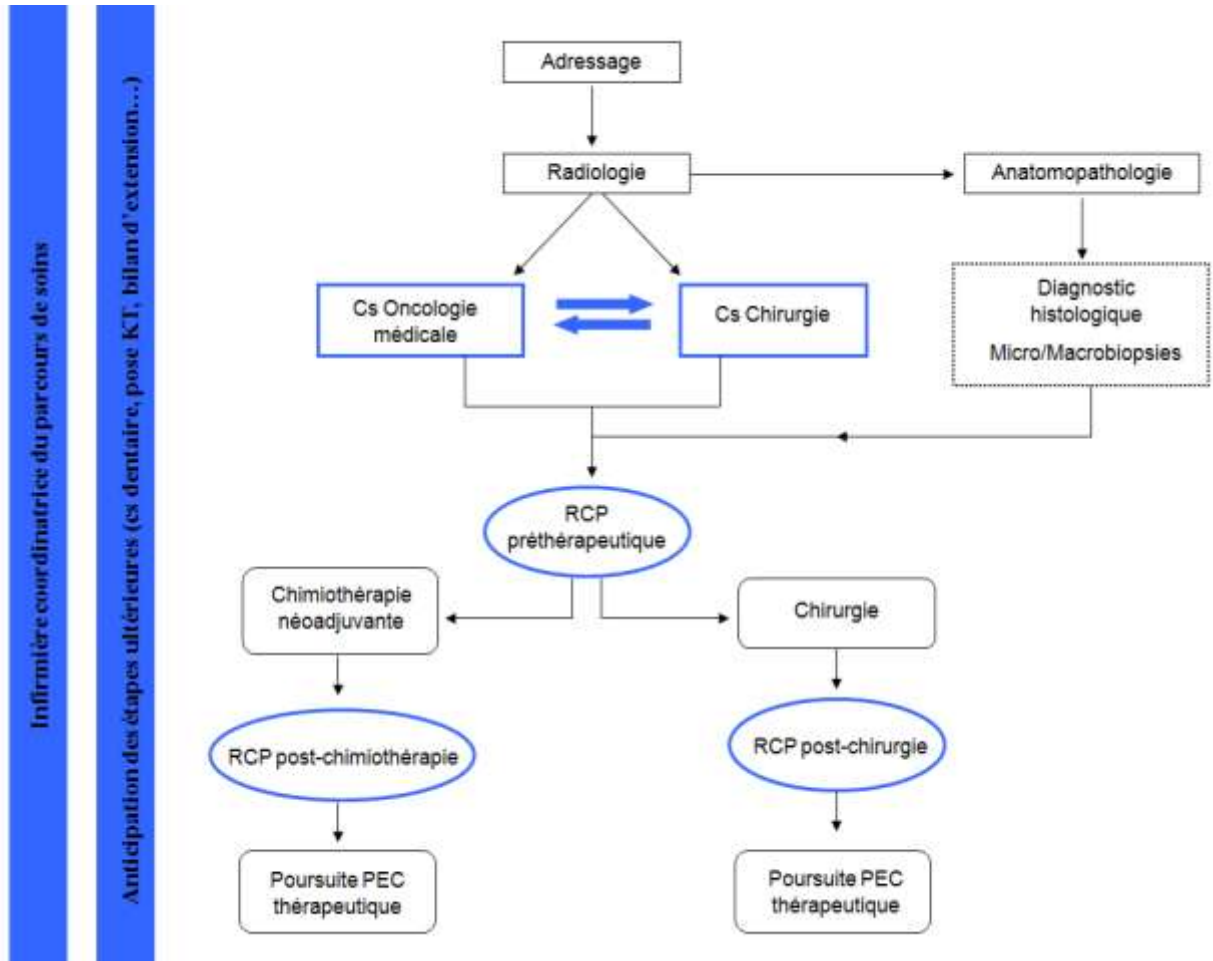 Infirmière coordinatrice du parcours de soins
Anticipation des étapes ultérieures (cs dentaire, pose KT, bilan d'extension…)
Adressage
Radiologie
Anatomopathologie
Cs Oncologie
médicale
Cs Chirurgie
Diagnostic
histologique
Micro/Macrobiopsies
RCP
préthérapeutique
Chimiothérapie
néoadjuvante
Chirurgie
RCP post-chimiothérapie
RCP post-chirurgie
Poursuite PEC
thérapeutique
Poursuite PEC
thérapeutique